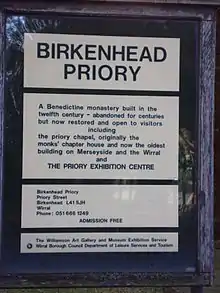 BIRKENHEAD
PRIORY
A Benedictine monastery built in the
twelfth century - abandoned for centuries
but now restored and open to visitors
including
the priory chapel, originally the
monks' chapter house and now the oldest
building on Merseyside and the Wirral
and
THE PRIORY EXHIBITION CENTRE
Birkenhead Priory
Priory Street
Birkenhead L41 5JH
Wirral
Phone: 051 666 1249
ADMISSION FREE
The Williamson Art Gallery and Museum Exhibition Service
Wirral Borough Council Department of Leisure Services and Tourism